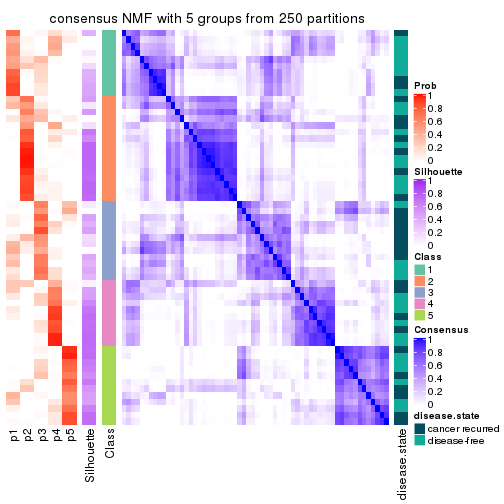 consensus NMF with 5 groups from 250 partitions
Prob
1
0.8
0.6
0.4
0.2
0
Silhouette
1
0.8
0.6
0.4
0.2
0
Class
1
2
3
4
5
Consensus
1
0.8
0.6
0.4
0.2
0
disease.state
cancer recurred
disease-free
p1
p2
p3
p4
p5
Silhouette
Class
disease.state